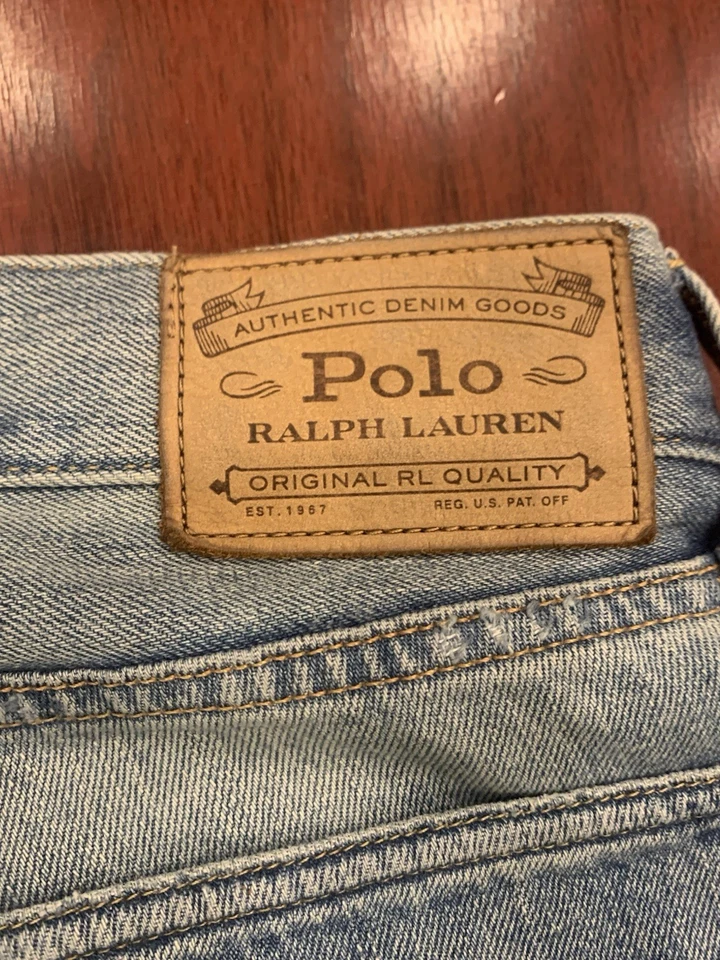 AUTHENTIC DENIM GOODS
Polo
RALPH LAUREN
ORIGINAL RL QUALITY
EST. 1967 REG. U.S. PAT. OFF